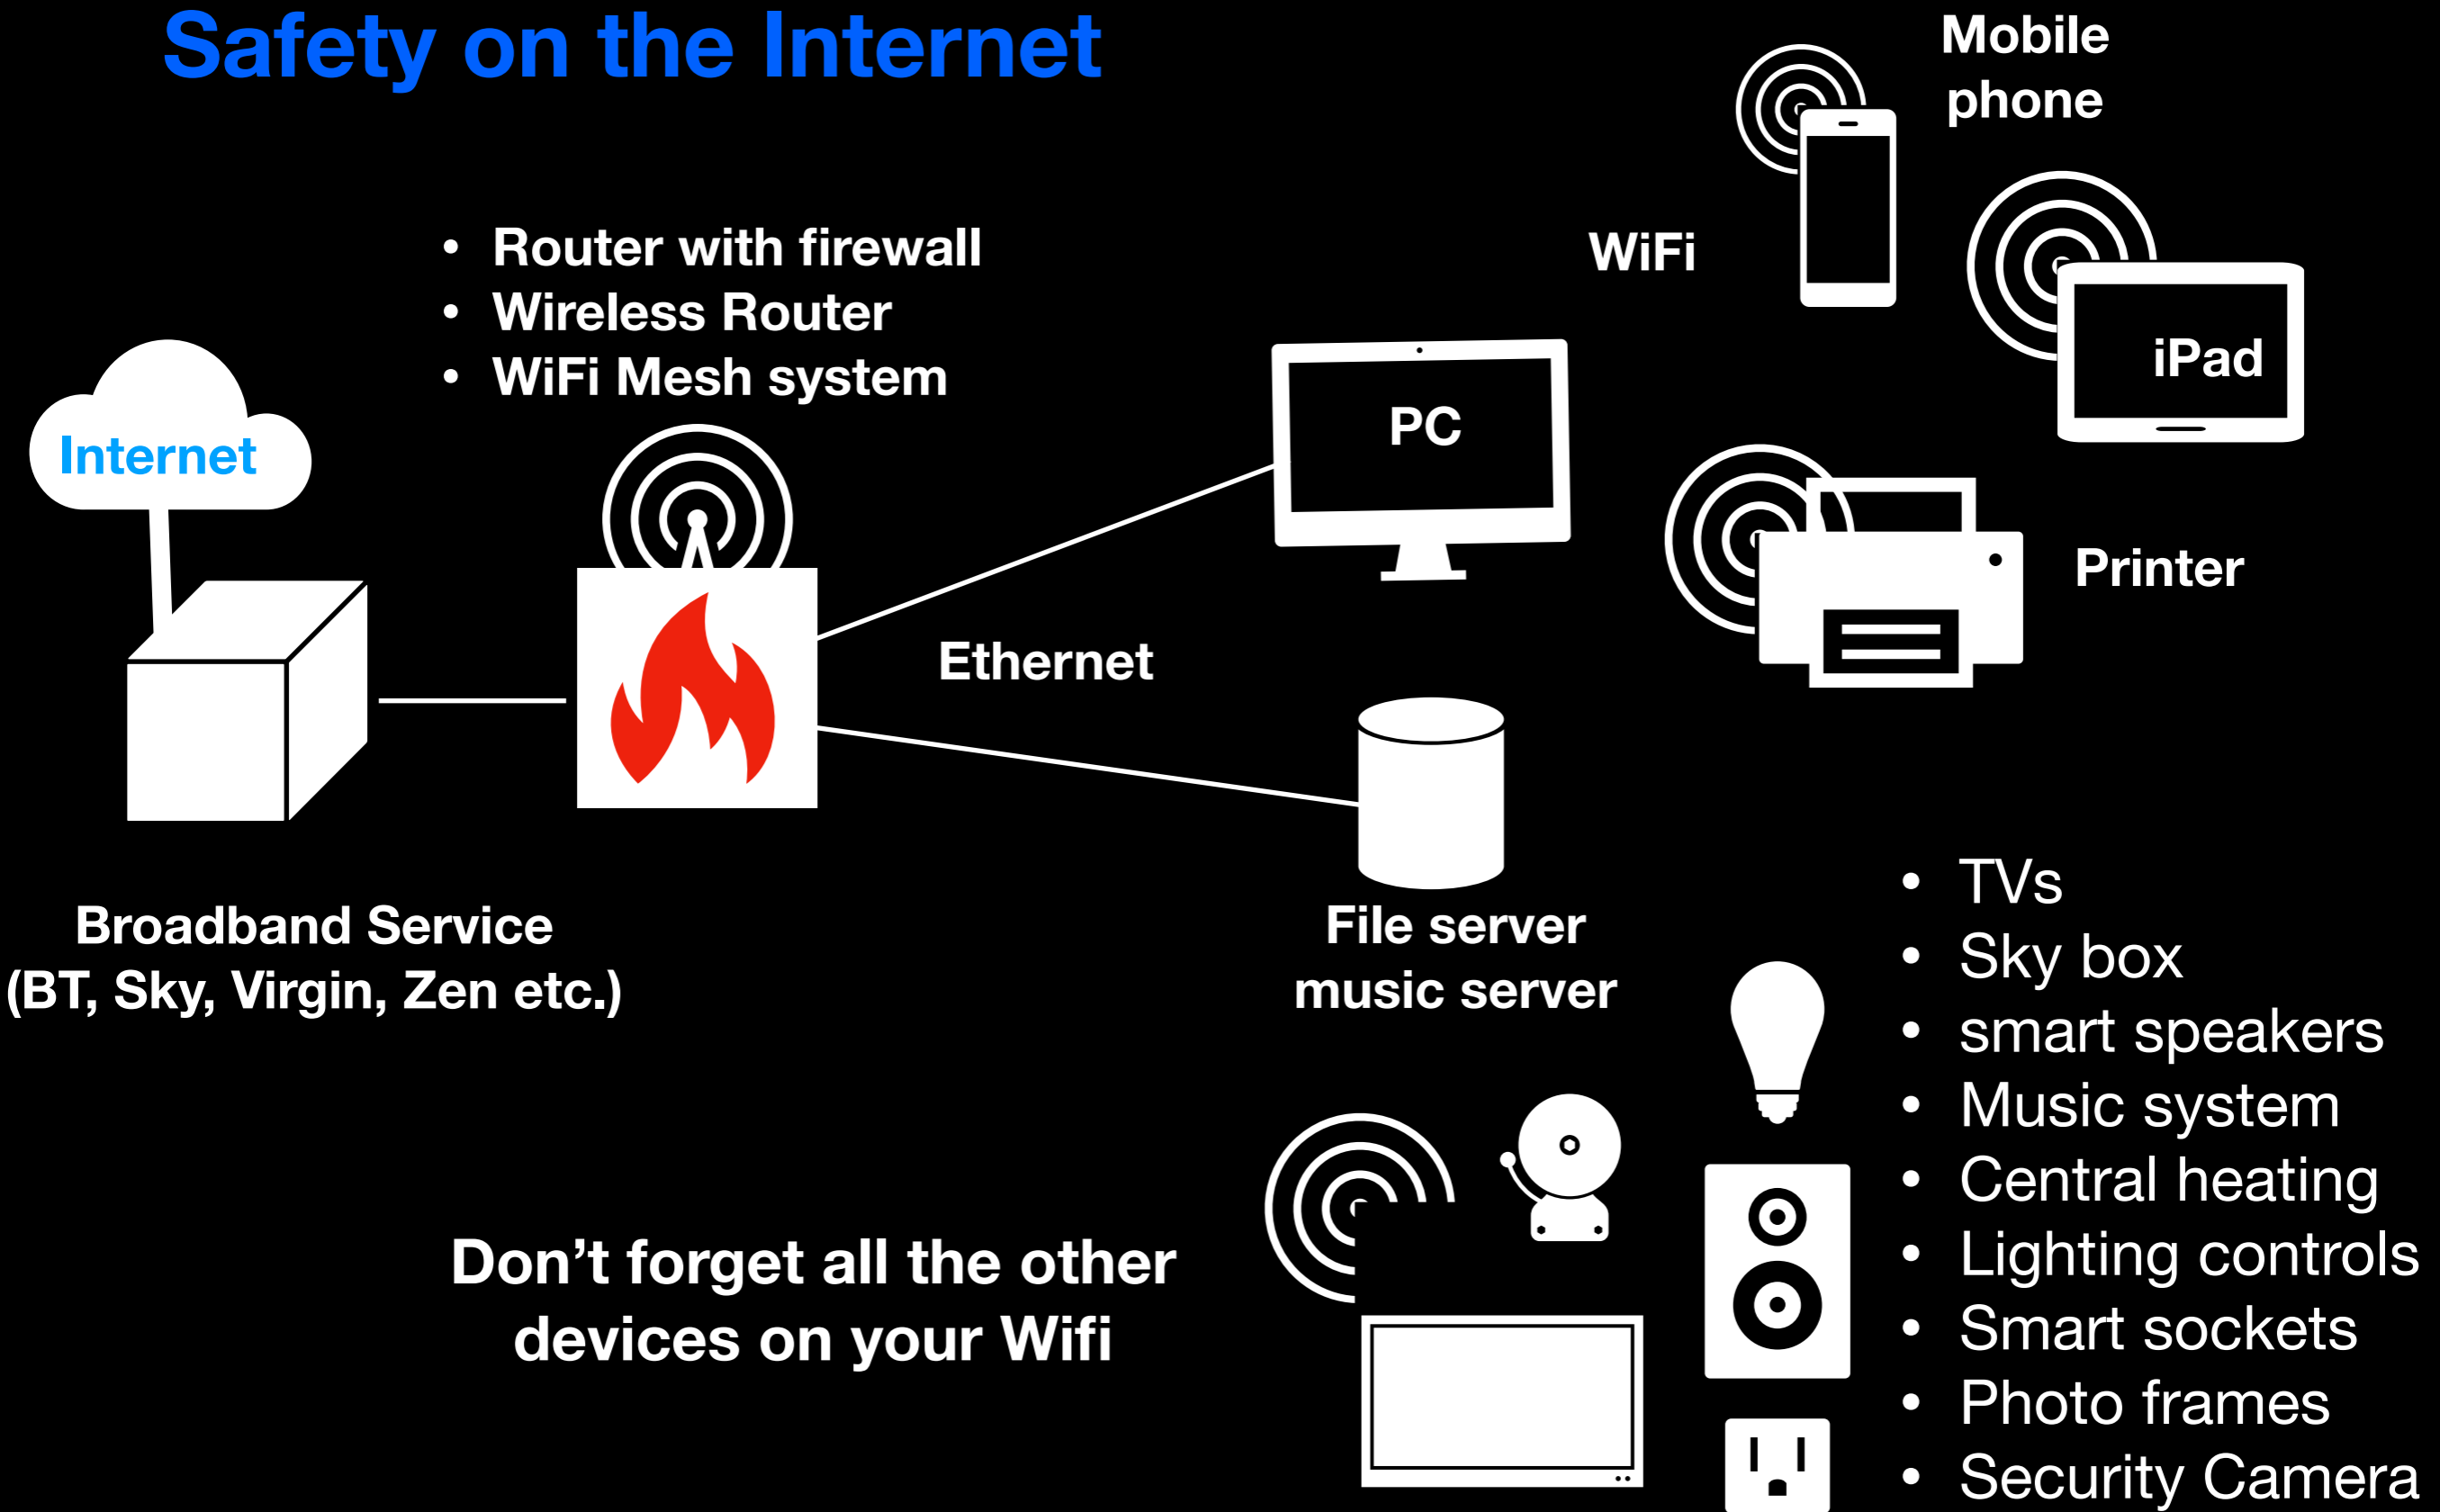 Safety on the Internet
Mobile
phone
• Router with firewall
• Wireless Router
• WiFi Mesh system
WiFi
iPad
PC
Internet
Printer
Ethernet
Broadband Service
(BT, Sky, Virgin, Zen etc.)
File server
music server
• TVs
• Sky box
• smart speakers
• Music system
• Central heating
• Lighting controls
• Smart sockets
• Photo frames
• Security Camera
Don’t forget all the other
devices on your Wifi